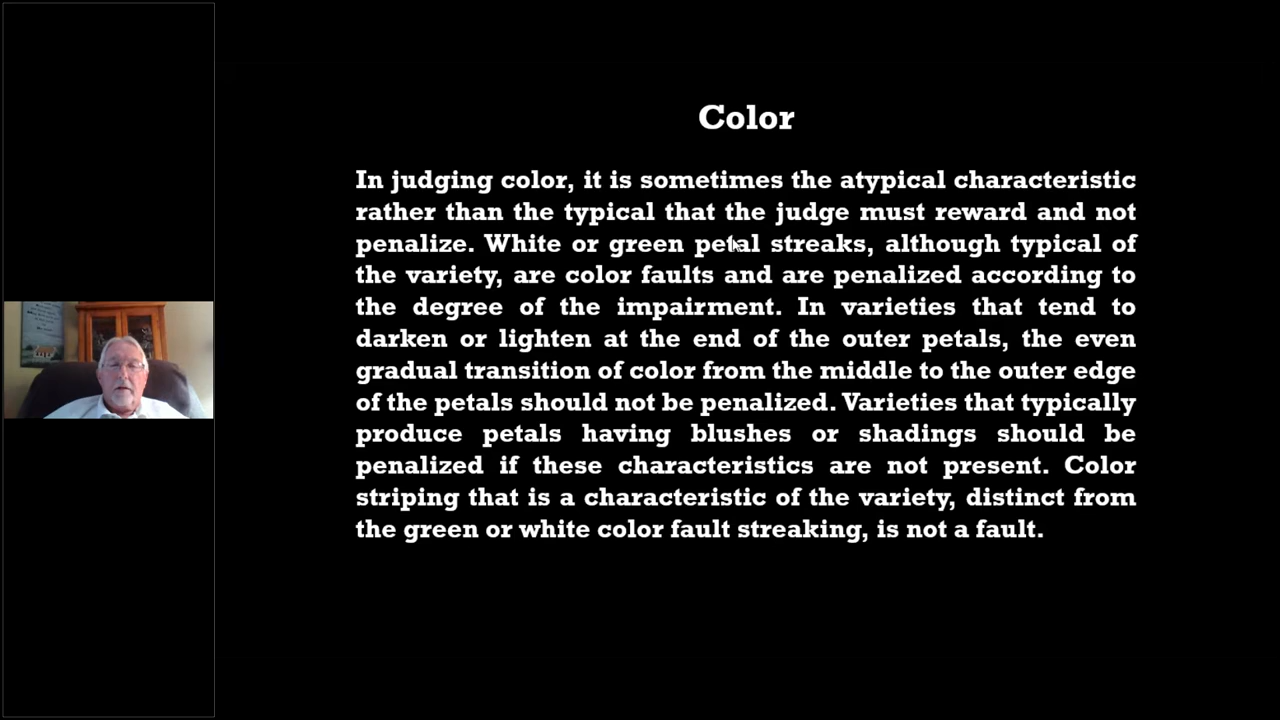 Color
In judging color, it is sometimes the atypical characteristic
rather than the typical that the judge must reward and not
penalize. White or green petal streaks, although typical of
the variety, are color faults and are penalized according to
the degree of the impairment. In varieties that tend to
darken or lighten at the end of the outer petals, the even
gradual transition of color from the middle to the outer edge
of the petals should not be penalized. Varieties that typically
produce petals having blushes or shadings should be
penalized if these characteristics are not present. Color
striping that is a characteristic of the variety, distinct from
the green or white color fault streaking, is not a fault.